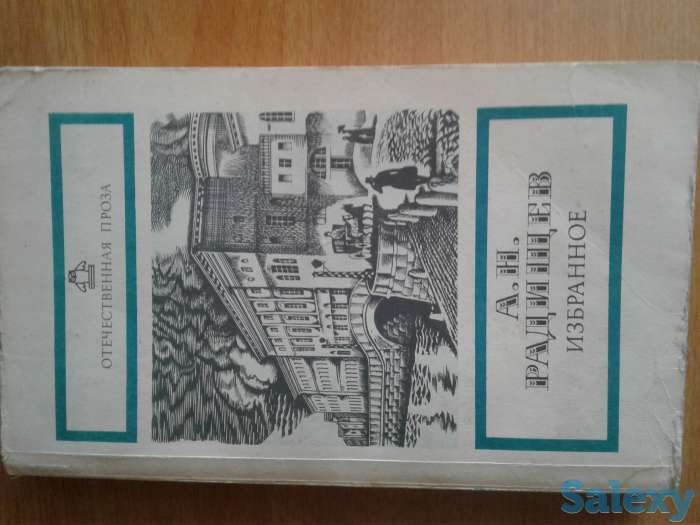 ОТЕЧЕСТВЕННАЯ ПРОЗА
А.Н.
РАДИЩЕВ
ИЗБРАННОЕ
Salexy